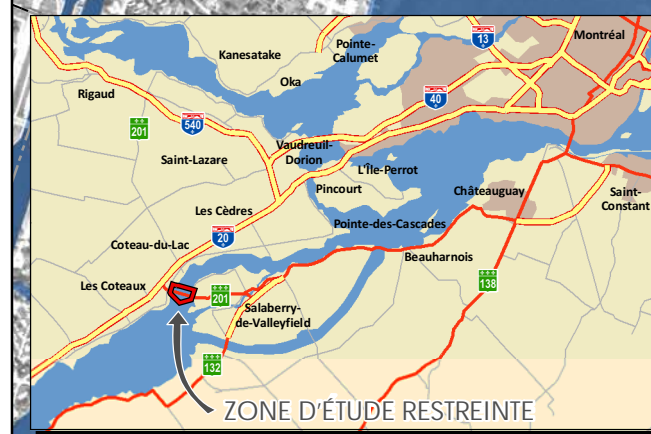 Kanesatake
Pointe-
Calumet
13
Montréal
Oka
Rigaud
40
201
540
Vaudreuil-
Dorion
Saint-Lazare
L'Île-Perrot
Pincourt
Châteauguay
Saint-
Constant
Les Cèdres
Pointe-des-Cascades
20
Coteau-du-Lac
Beauharnois
Les Coteaux
201
138
Salaberry-
de-Valleyfield
132
ZONE D'ÉTUDE RESTREINTE